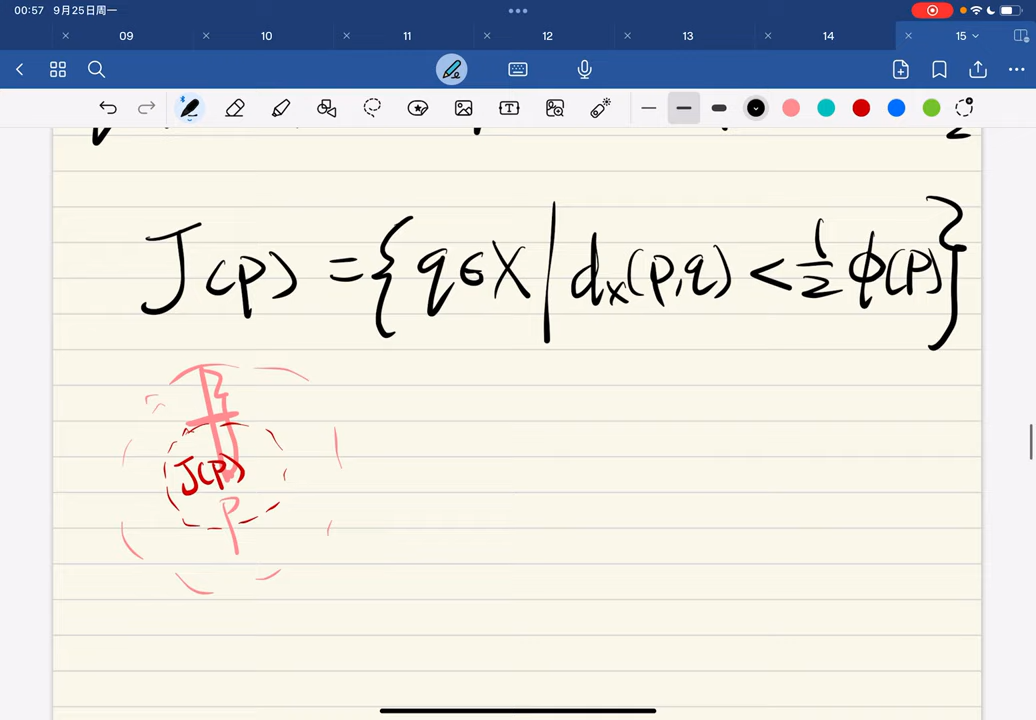 00:57 9月25日周一
09 10 11 12 13 14 15
J(p) = {q∈X | dₓ(p,q) < 1/2 ϕ(p)}
J(p)
p